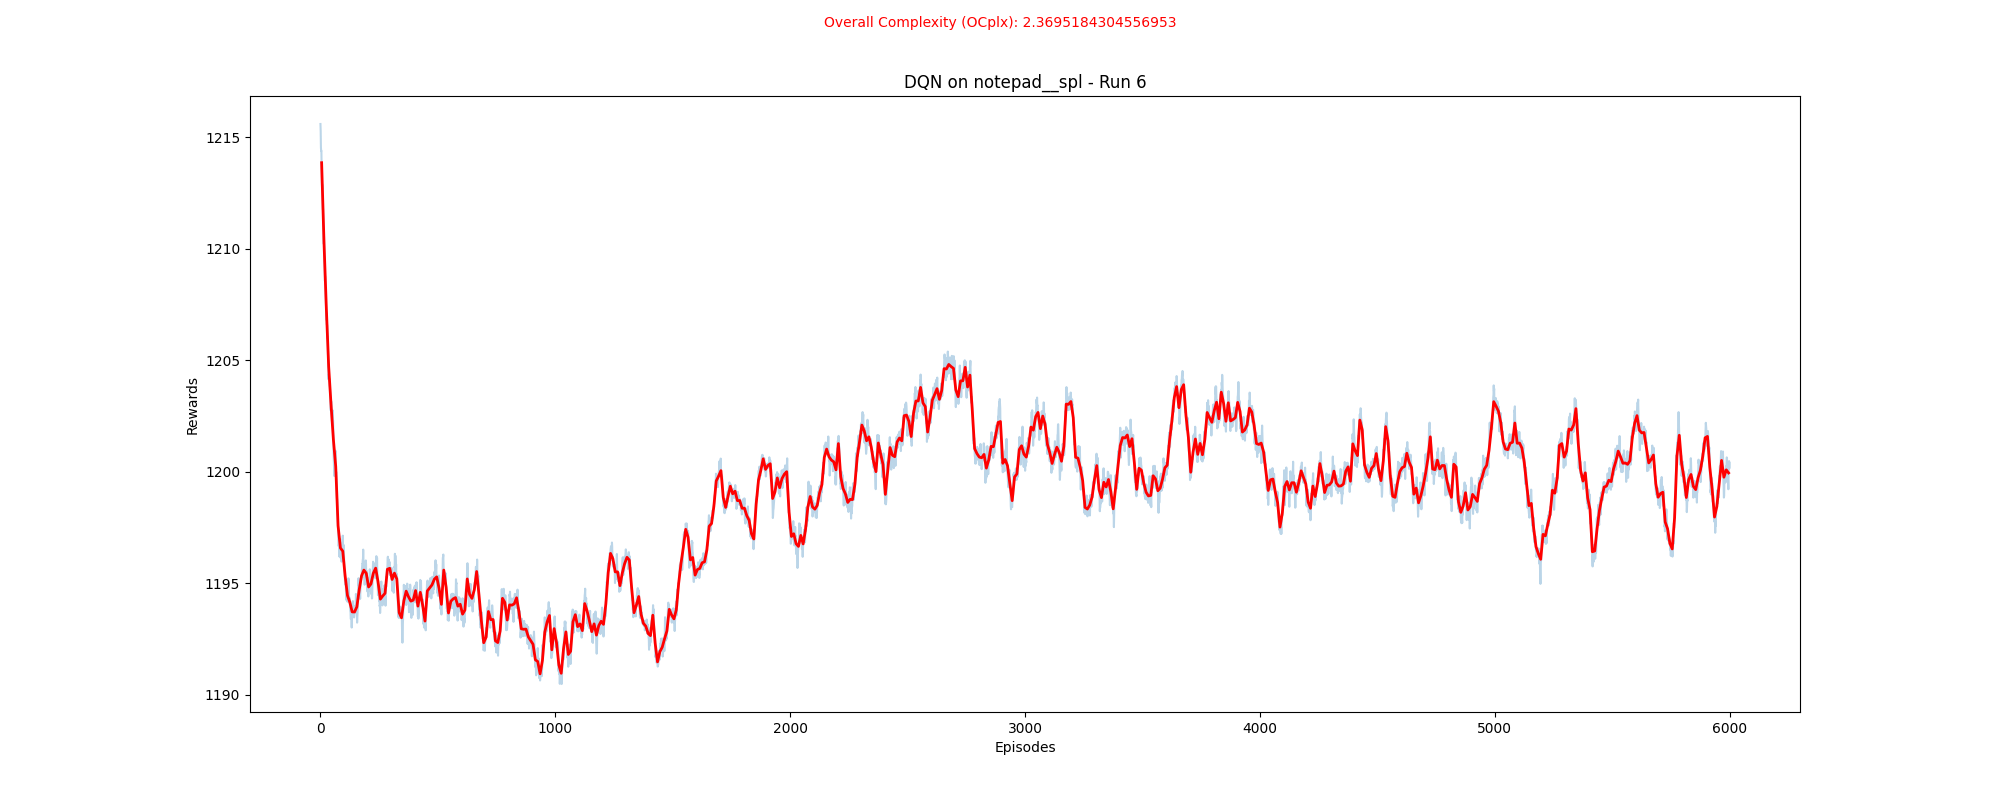 Overall Complexity (OCplx): 2.3695184304556953
DQN on notepad__spl - Run 6
1215
1210
1205
1200
1195
1190
Rewards
0 1000 2000 3000 4000 5000 6000
Episodes